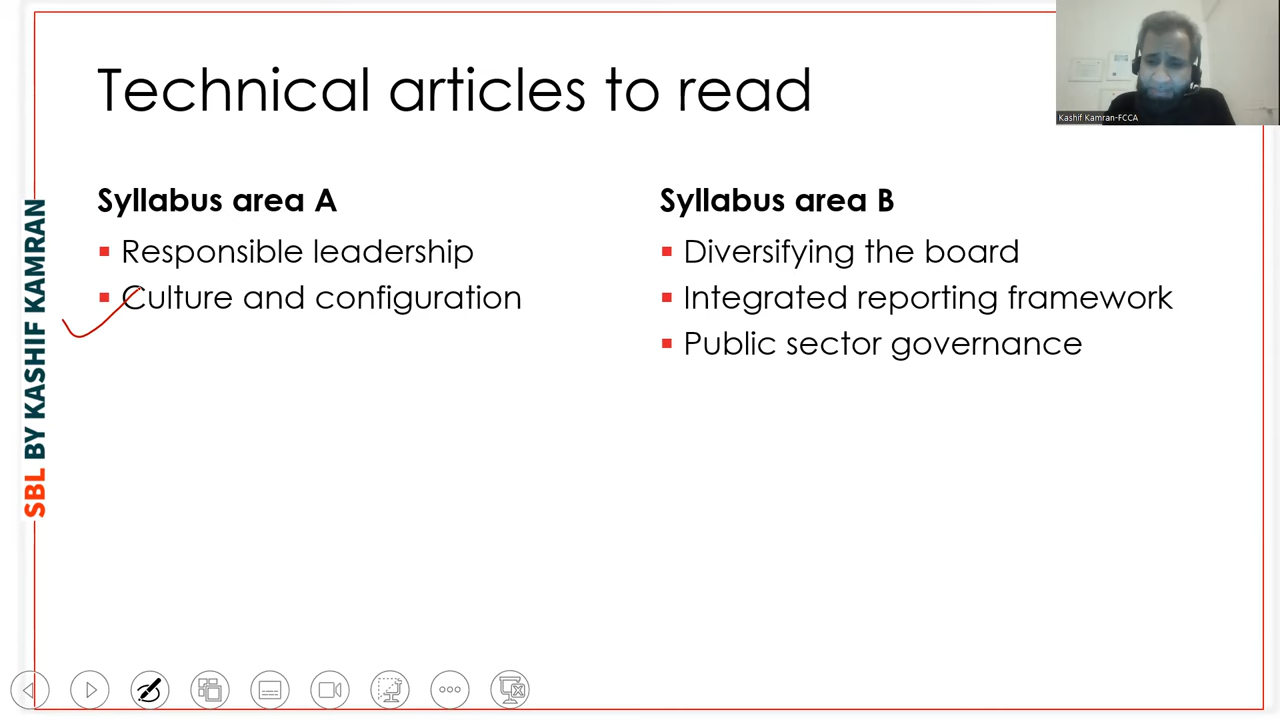 Technical articles to read
Kashif Kamran-FCCA
SBL BY KASHIF KAMRAN
Syllabus area A
Responsible leadership
Culture and configuration
Syllabus area B
Diversifying the board
Integrated reporting framework
Public sector governance